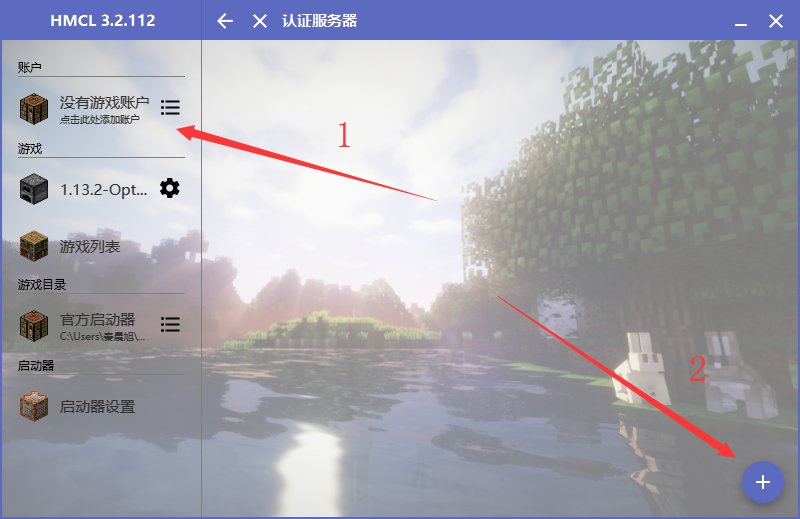 HMCL 3.2.112
认证服务器
账户
没有游戏账户
点击此处添加账户
1
游戏
1.13.2-Opt...
游戏列表
游戏目录
官方启动器
C:\Users\秦晨旭\...
启动器
2
启动器设置